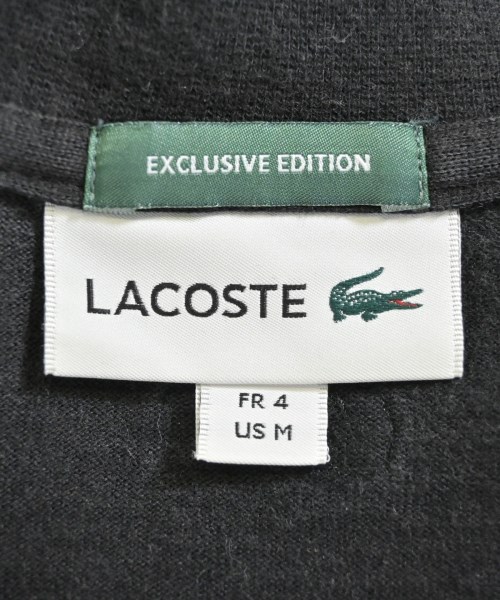 EXCLUSIVE EDITION
LACOSTE
FR 4
US M